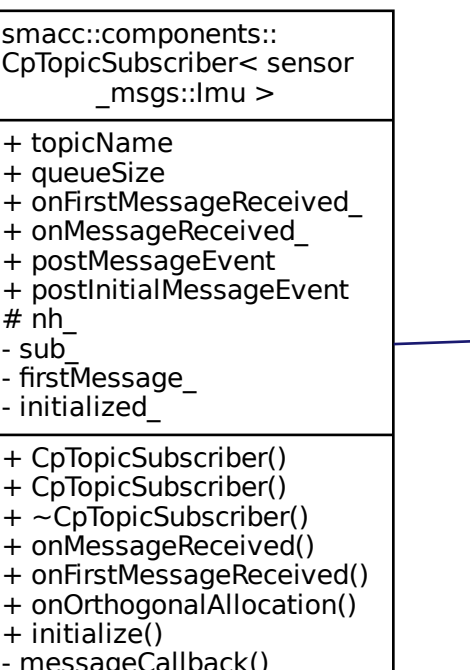 smacc::components::
CpTopicSubscriber< sensor
_msgs::Imu >
+ topicName
+ queueSize
+ onFirstMessageReceived_
+ onMessageReceived_
+ postMessageEvent
+ postInitialMessageEvent
# nh_
- sub_
- firstMessage_
- initialized_
+ CpTopicSubscriber()
+ CpTopicSubscriber()
+ ~CpTopicSubscriber()
+ onMessageReceived()
+ onFirstMessageReceived()
+ onOrthogonalAllocation()
+ initialize()
- messageCallback()